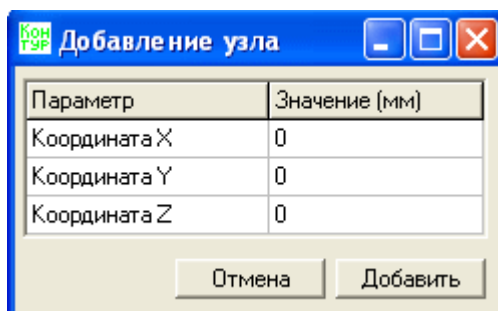 КОН
ТУР
Добавление узла
Параметр Значение (мм)
Координата X 0
Координата Y 0
Координата Z 0
Отмена Добавить